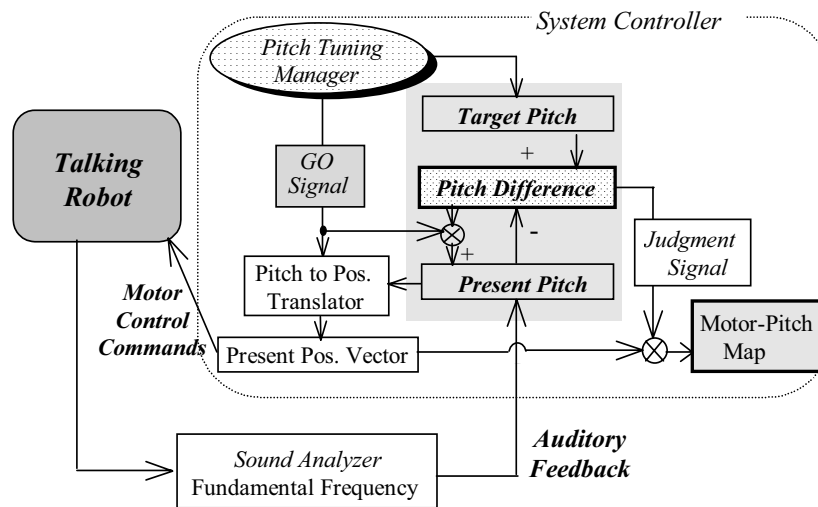 System Controller
Pitch Tuning
Manager
Target Pitch
Talking
Robot
GO
Signal
+
Pitch Difference
-
Judgment
Signal
+
Pitch to Pos.
Translator
Present Pitch
Motor
Control
Commands
Present Pos. Vector
Motor-Pitch
Map
Sound Analyzer
Fundamental Frequency
Auditory
Feedback